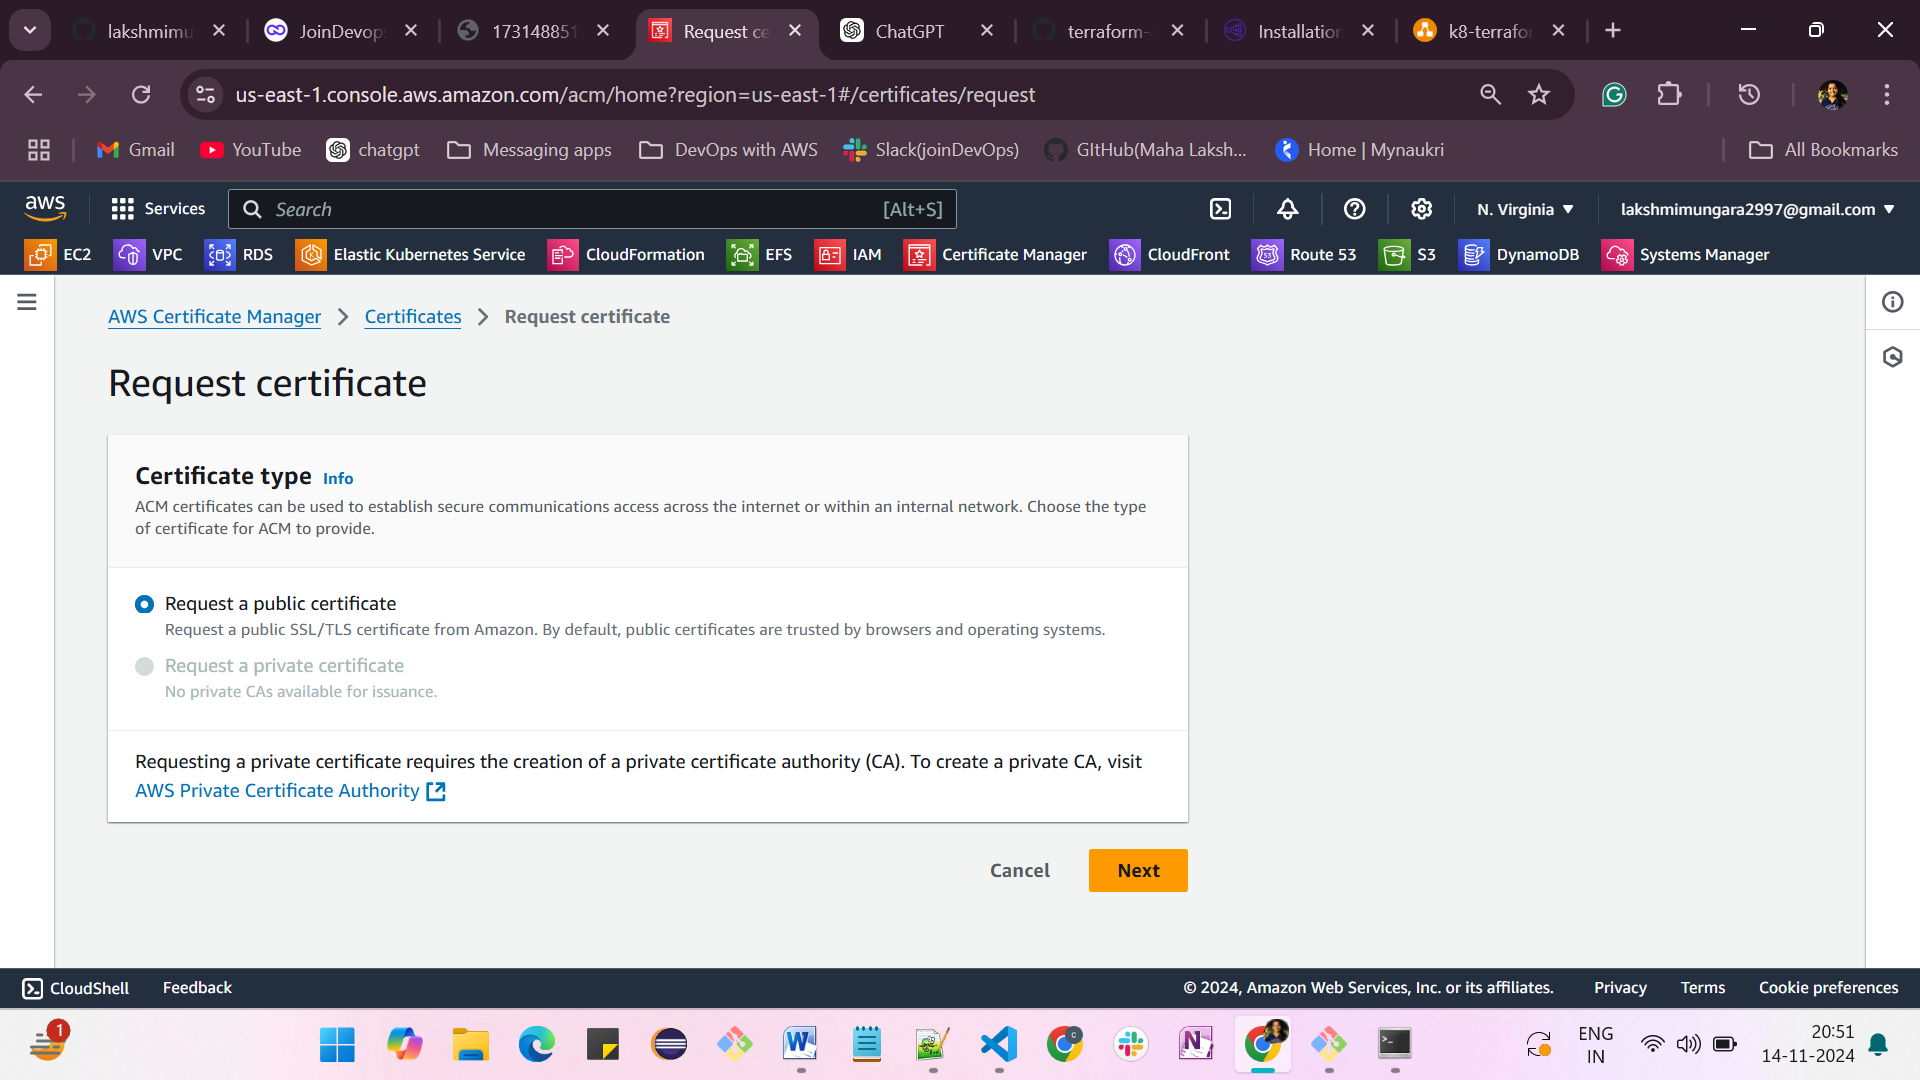 lakshmimu
JoinDevop
173148851
Request ce
ChatGPT
terraform-
Installation
k8-terrafor
us-east-1.console.aws.amazon.com/acm/home?region=us-east-1#/certificates/request
Gmail
YouTube
chatgpt
Messaging apps
DevOps with AWS
Slack(joinDevOps)
GItHub(Maha Laksh...
Home | Mynaukri
All Bookmarks
aws
Services
Search
[Alt+S]
N. Virginia
lakshmimungara2997@gmail.com
EC2
VPC
RDS
Elastic Kubernetes Service
CloudFormation
EFS
IAM
Certificate Manager
CloudFront
Route 53
S3
DynamoDB
Systems Manager
AWS Certificate Manager
Certificates
Request certificate
Request certificate
Certificate type Info
ACM certificates can be used to establish secure communications access across the internet or within an internal network. Choose the type
of certificate for ACM to provide.
Request a public certificate
Request a public SSL/TLS certificate from Amazon. By default, public certificates are trusted by browsers and operating systems.
Request a private certificate
No private CAs available for issuance.
Requesting a private certificate requires the creation of a private certificate authority (CA). To create a private CA, visit
AWS Private Certificate Authority
Cancel
Next
CloudShell
Feedback
© 2024, Amazon Web Services, Inc. or its affiliates.
Privacy
Terms
Cookie preferences
1
ENG
IN
20:51
14-11-2024